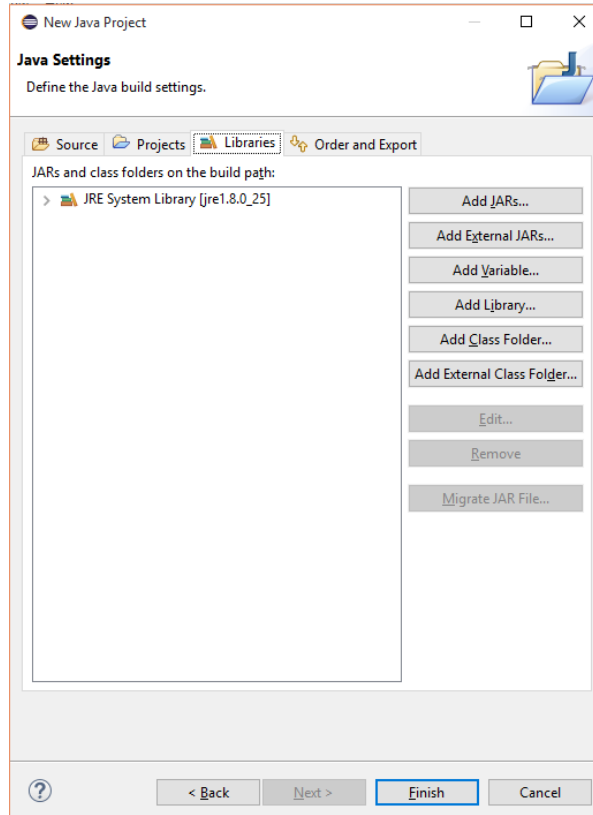 New Java Project
Java Settings
Define the Java build settings.
Source Projects Libraries Order and Export
JARs and class folders on the build path:
JRE System Library [jre1.8.0_25]
Add JARs...
Add External JARs...
Add Variable...
Add Library...
Add Class Folder...
Add External Class Folder...
Edit...
Remove
Migrate JAR File...
?
< Back Next > Finish Cancel